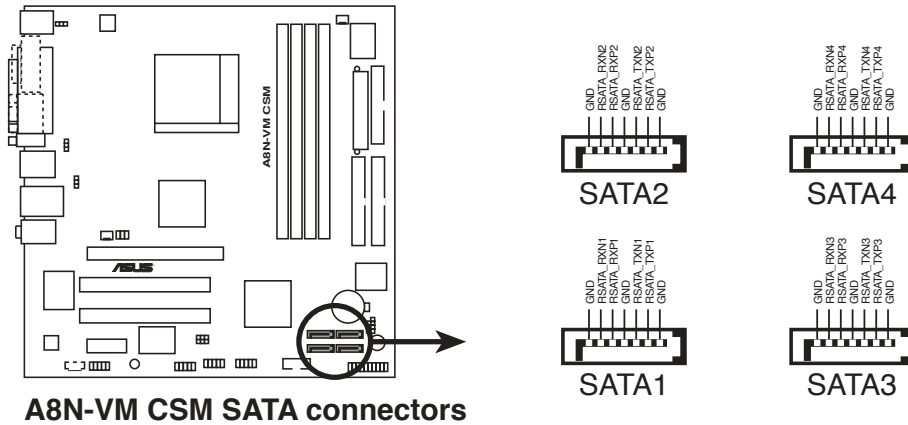 A8N-VM CSM
ASUS
GND
RSATA_RXN2
RSATA_RXP2
GND
RSATA_TXN2
RSATA_TXP2
GND
SATA2
GND
RSATA_RXN4
RSATA_RXP4
GND
RSATA_TXN4
RSATA_TXP4
GND
SATA4
GND
RSATA_RXN1
RSATA_RXP1
GND
RSATA_TXN1
RSATA_TXP1
GND
SATA1
GND
RSATA_RXN3
RSATA_RXP3
GND
RSATA_TXN3
RSATA_TXP3
GND
SATA3
A8N-VM CSM SATA connectors